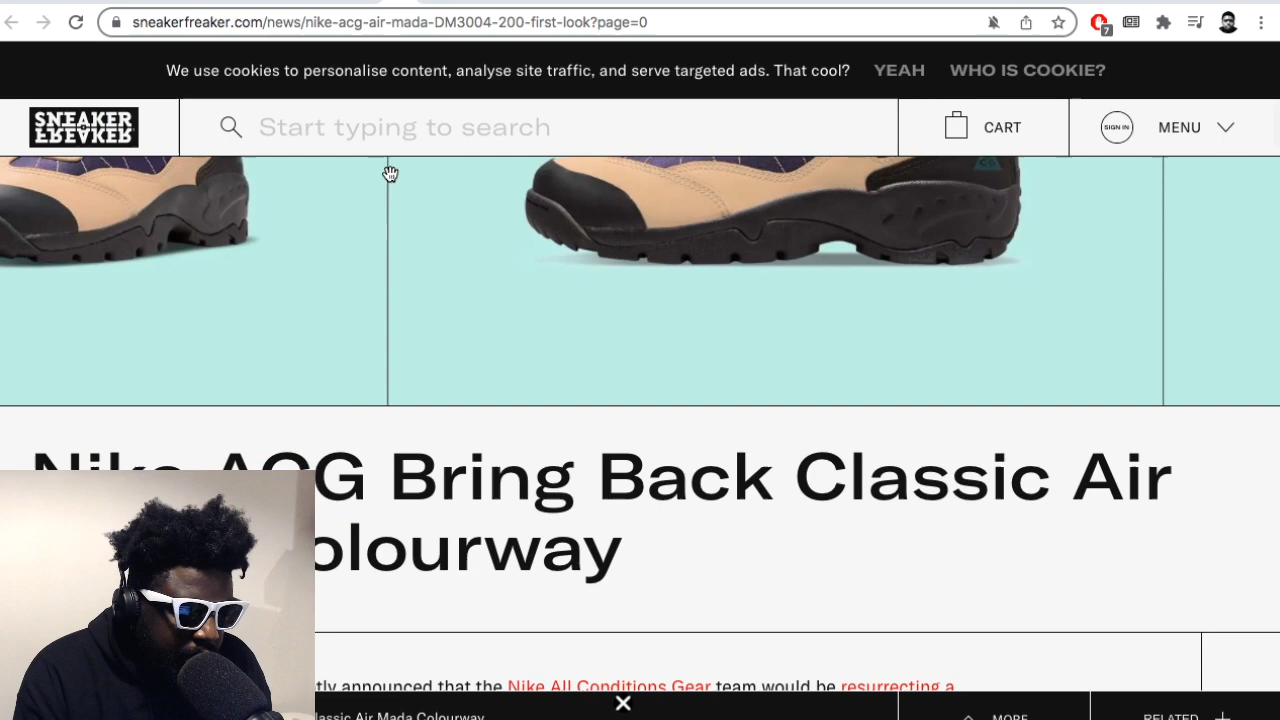 sneakerfreaker.com/news/nike-acg-air-mada-DM3004-200-first-look?page=0
7
We use cookies to personalise content, analyse site traffic, and serve targeted ads. That cool? YEAH WHO IS COOKIE?
SNEAKER
FREAKER
Start typing to search
CART
SIGN IN
MENU
Nike ACG Bring Back Classic Air
olourway
tly announced that the Nike All Conditions Gear team would be resurrecting a
lassic Air Mada Colourway
MORE
RELATED